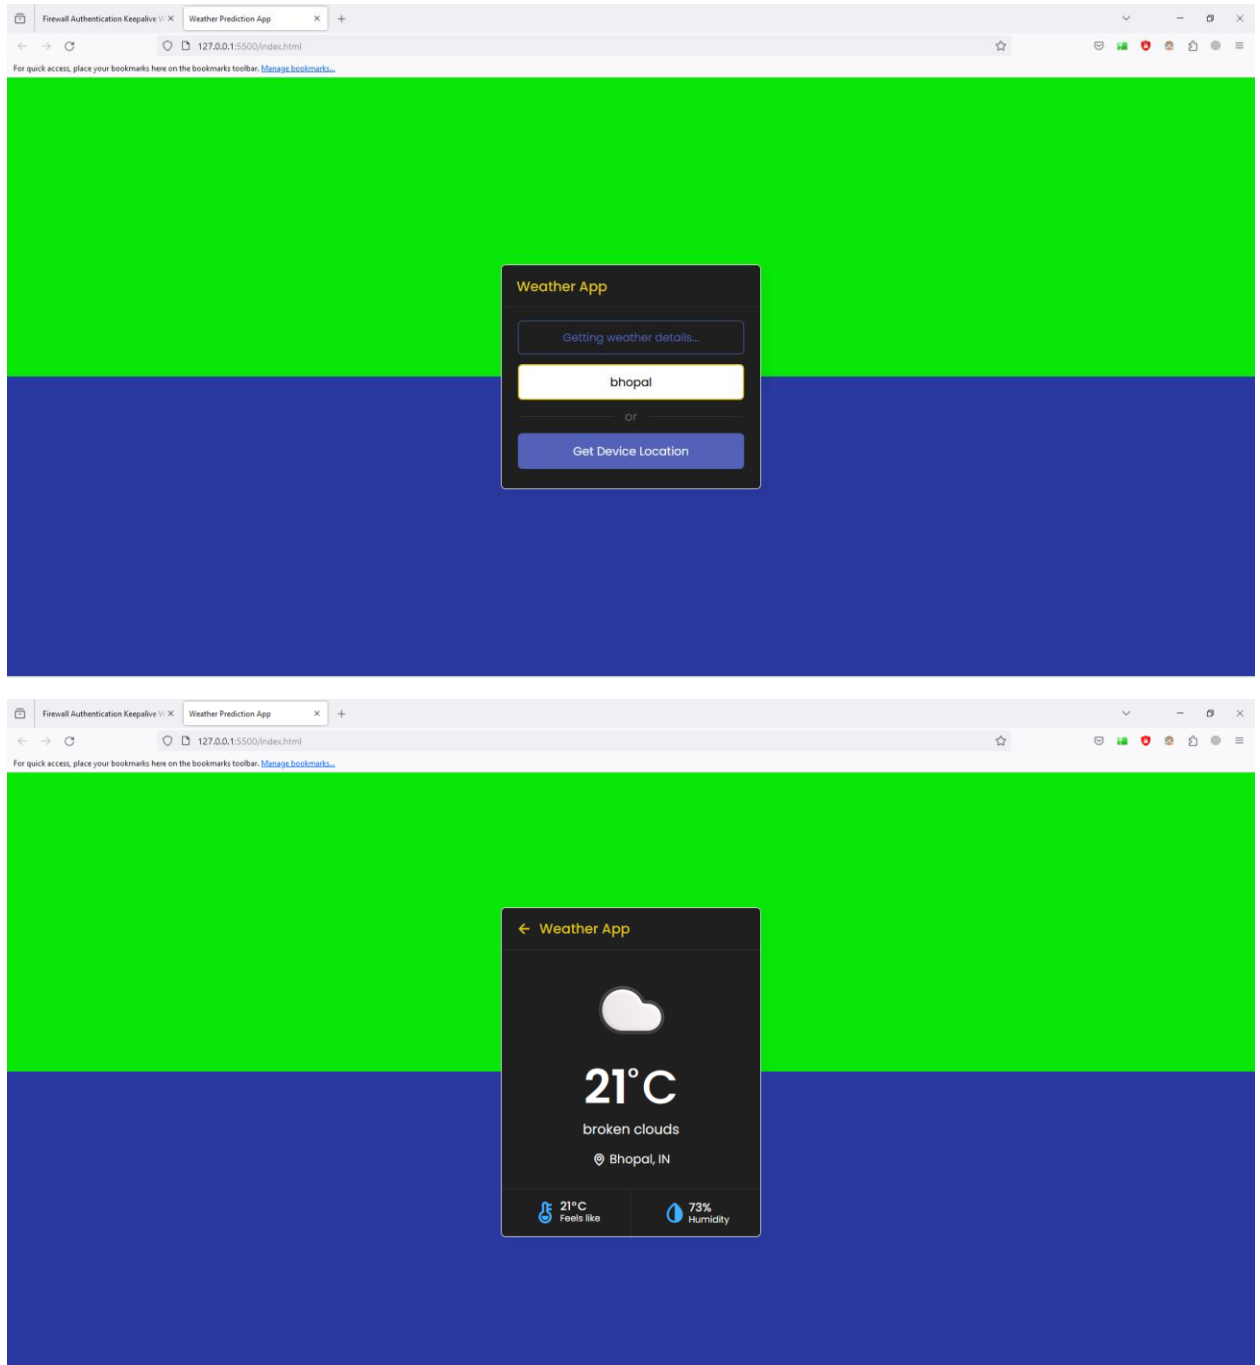 Firewall Authentication Keepalive
Weather Prediction App
127.0.0.1:5500/index.html
For quick access, place your bookmarks here on the bookmarks toolbar. Manage bookmarks...
Weather App
Getting weather details...
bhopal
or
Get Device Location
Firewall Authentication Keepalive
Weather Prediction App
127.0.0.1:5500/index.html
For quick access, place your bookmarks here on the bookmarks toolbar. Manage bookmarks...
Weather App
21°C
broken clouds
Bhopal, IN
21°C
Feels like
73%
Humidity